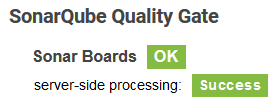 SonarQube Quality Gate
Sonar Boards OK
server-side processing: Success